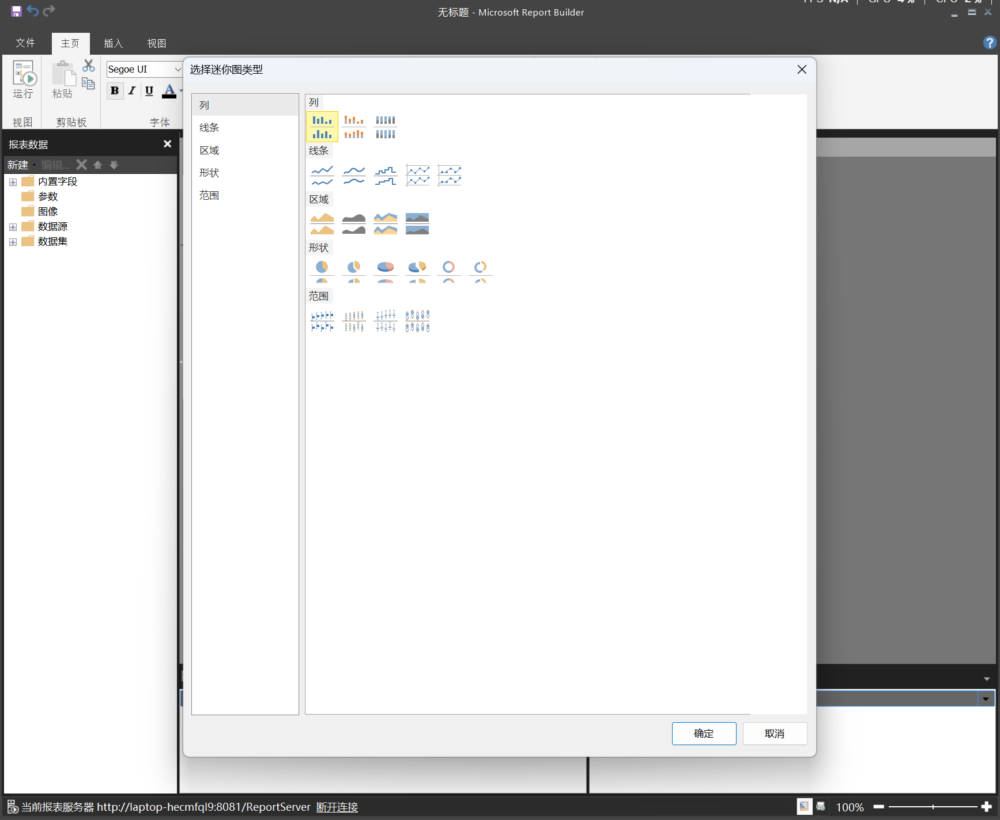 无标题 - Microsoft Report Builder
文件
主页
插入
视图
运行
粘贴
Segoe UI
B I U A
视图
剪贴板
字体
报表数据
新建
编辑...
内置字段
参数
图像
数据源
数据集
选择迷你图类型
列
线条
区域
形状
范围
列
线条
区域
形状
范围
确定
取消
当前报表服务器 http://laptop-hecmfql9:8081/ReportServer 断开连接
100%